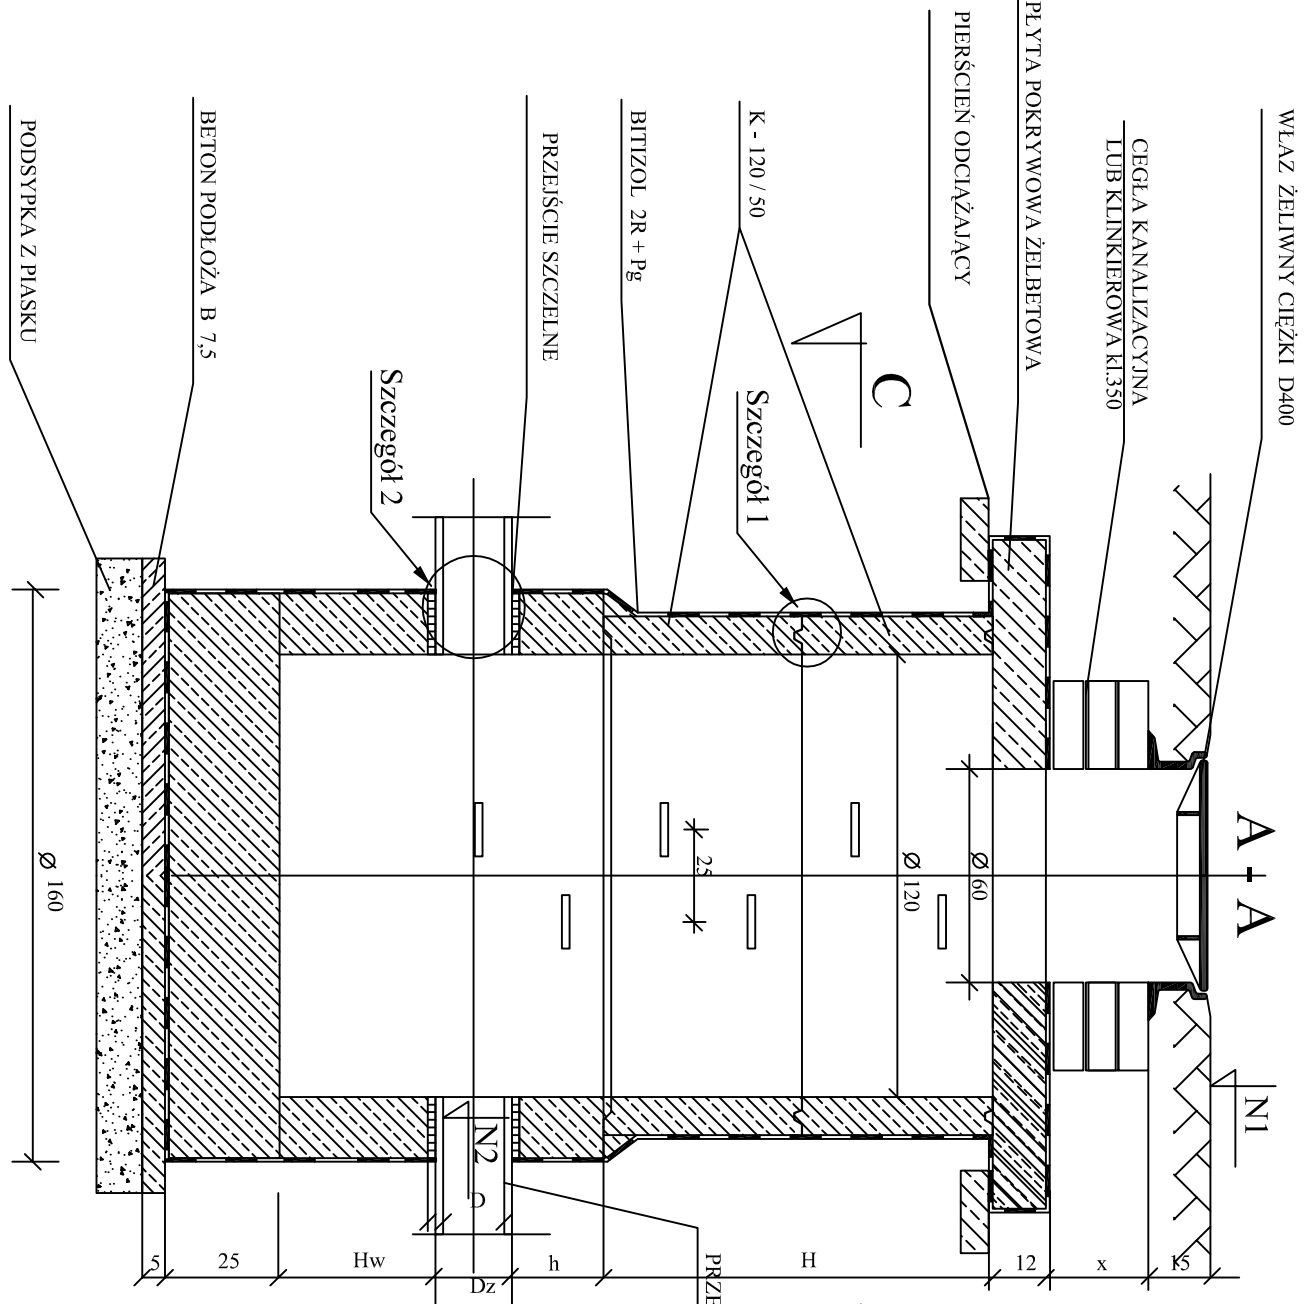 WŁAZ ŻELIWNY CIĘŻKI D400
CEGŁA KANALIZACYJNA
LUB KLINKIEROWA kl.350
PŁYTA POKRYWOWA ŻELBETOWA
PIERŚCIEŃ ODCIĄŻAJĄCY
K - 120 / 50
BITIZOL 2R + Pg
PRZEJŚCIE SZCZELNE
BETON PODŁOŻA B 7,5
PODSYPKA Z PIASKU
C
Szczegół 1
Szczegół 2
A - A
N1
N2
Ø 60
Ø 120
25
Ø 160
D
Dz
15
x
12
H
h
Hw
25
5
PRZE